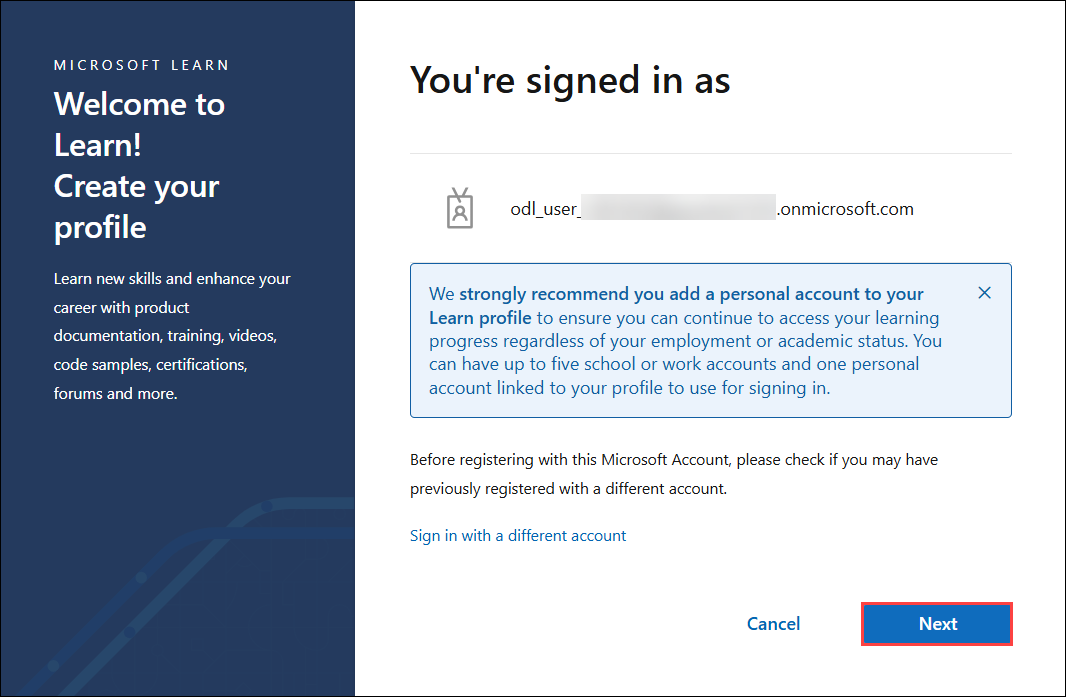 MICROSOFT LEARN
Welcome to
Learn!
Create your
profile
Learn new skills and enhance your
career with product
documentation, training, videos,
code samples, certifications,
forums and more.
You're signed in as
odl_user_ .onmicrosoft.com
We strongly recommend you add a personal account to your
Learn profile to ensure you can continue to access your learning
progress regardless of your employment or academic status. You
can have up to five school or work accounts and one personal
account linked to your profile to use for signing in.
Before registering with this Microsoft Account, please check if you may have
previously registered with a different account.
Sign in with a different account
Cancel
Next